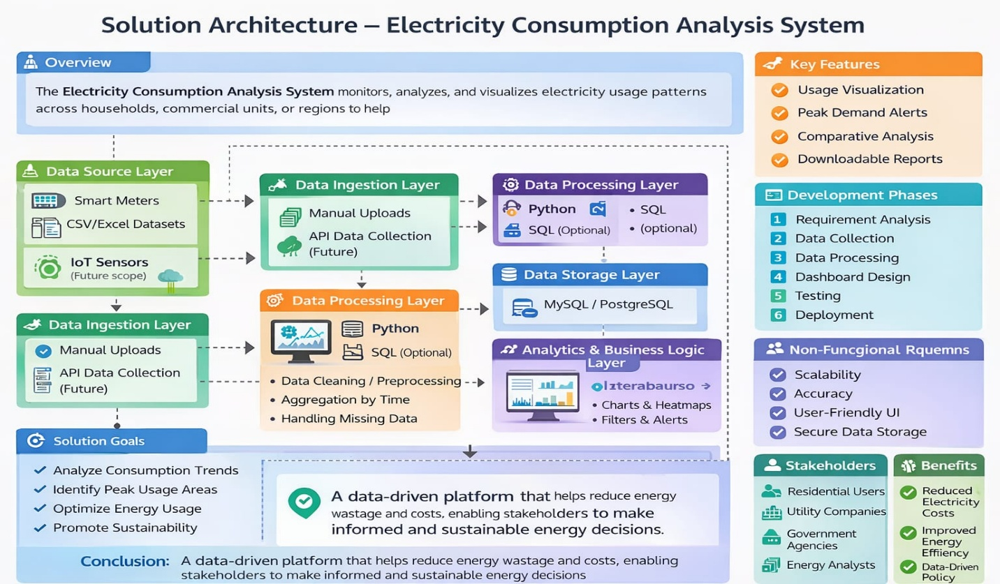 Solution Architecture – Electricity Consumption Analysis System
Overview
The Electricity Consumption Analysis System monitors, analyzes, and visualizes electricity usage patterns
across households, commercial units, or regions to help
Data Source Layer
Smart Meters
CSV/Excel Datasets
IoT Sensors
(Future scope)
Data Ingestion Layer
Manual Uploads
API Data Collection
(Future)
Data Processing Layer
Python
SQL (Optional)
• SQL
• (optional)
Data Ingestion Layer
Manual Uploads
API Data Collection
(Future)
Data Processing Layer
Python
SQL (Optional)
• Data Cleaning / Preprocessing
• Aggregation by Time
• Handling Missing Data
Data Storage Layer
MySQL / PostgreSQL
Analytics & Business Logic
Layer
Izterabaurso →
• Charts & Heatmaps
• Filters & Alerts
Solution Goals
Analyze Consumption Trends
Identify Peak Usage Areas
Optimize Energy Usage
Promote Sustainability
A data-driven platform that helps reduce energy
wastage and costs, enabling stakeholders to make
informed and sustainable energy decisions.
Conclusion: A data-driven platform that helps reduce energy wastage and costs, enabling
stakeholders to make informed and sustainable energy decisions
Key Features
Usage Visualization
Peak Demand Alerts
Comparative Analysis
Downloadable Reports
Development Phases
1 Requirement Analysis
2 Data Collection
3 Data Processing
4 Dashboard Design
5 Testing
6 Deployment
Non-Funcgional Rquemns
Scalability
Accuracy
User-Friendly UI
Secure Data Storage
Stakeholders
Residential Users
Utility Companies
Government
Agencies
Energy Analysts
Benefits
Reduced
Electricity
Costs
Improved
Energy
Effiency
Data-Driven
Policy